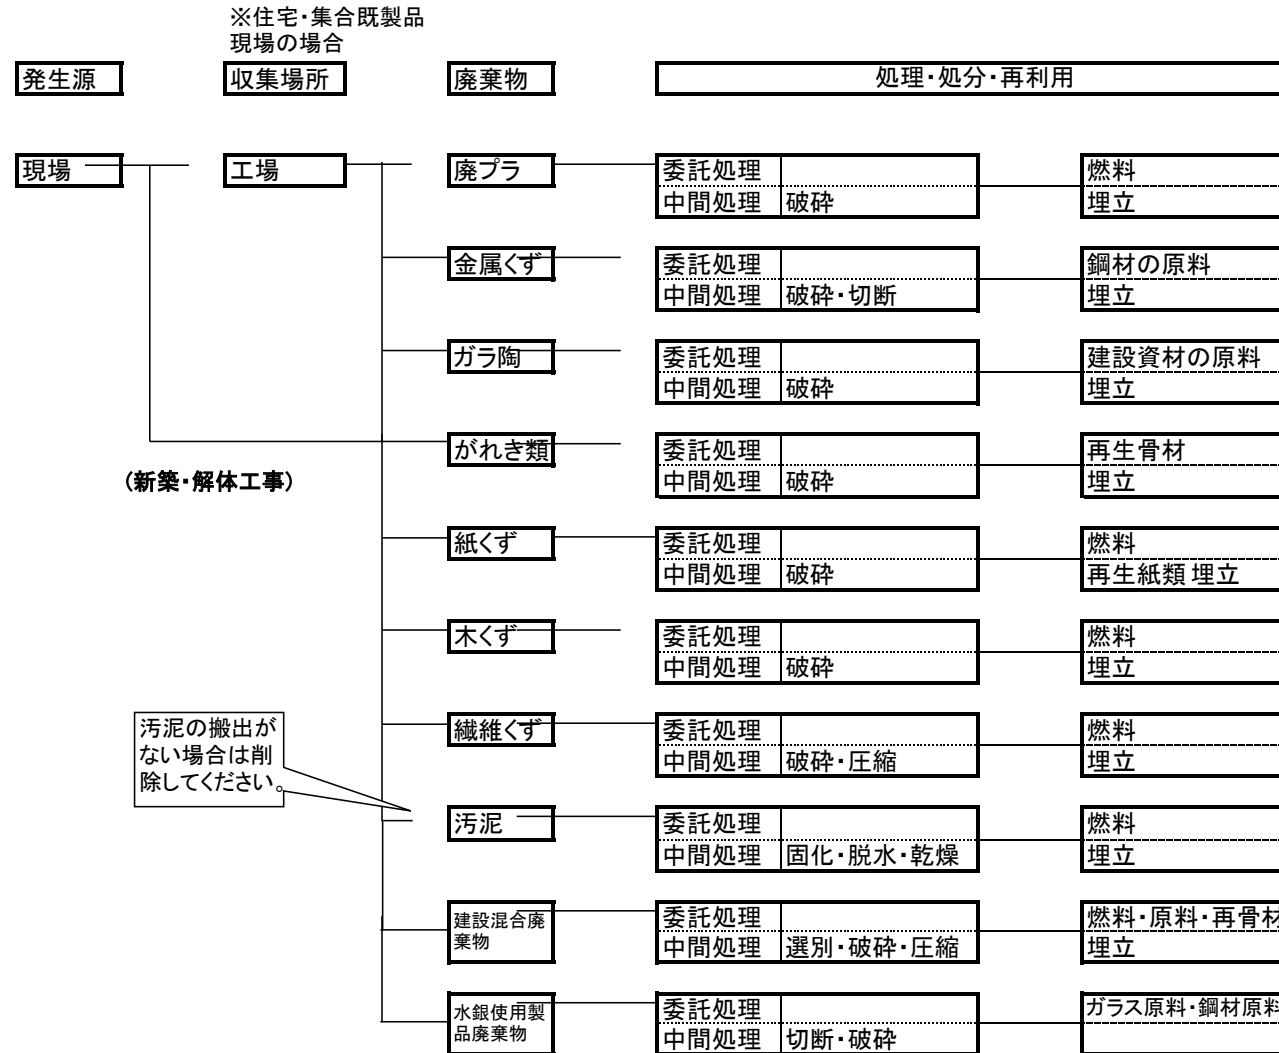 ※住宅・集合既製品
現場の場合
発生源
収集場所
廃棄物
処理・処分・再利用
現場
工場
廃プラ
委託処理
燃料
中間処理
破砕
埋立
金属くず
委託処理
鋼材の原料
中間処理
破砕・切断
埋立
ガラ陶
委託処理
建設資材の原料
中間処理
破砕
埋立
がれき類
委託処理
再生骨材
中間処理
破砕
埋立
(新築・解体工事)
紙くず
委託処理
燃料
中間処理
破砕
再生紙類 埋立
木くず
委託処理
燃料
中間処理
破砕
埋立
汚泥の搬出が
ない場合は削
除してください。
繊維くず
委託処理
燃料
中間処理
破砕・圧縮
埋立
汚泥
委託処理
燃料
中間処理
固化・脱水・乾燥
埋立
建設混合廃
棄物
委託処理
燃料・原料・再骨材
中間処理
選別・破砕・圧縮
埋立
水銀使用製
品廃棄物
委託処理
ガラス原料・鋼材原料
中間処理
切断・破砕